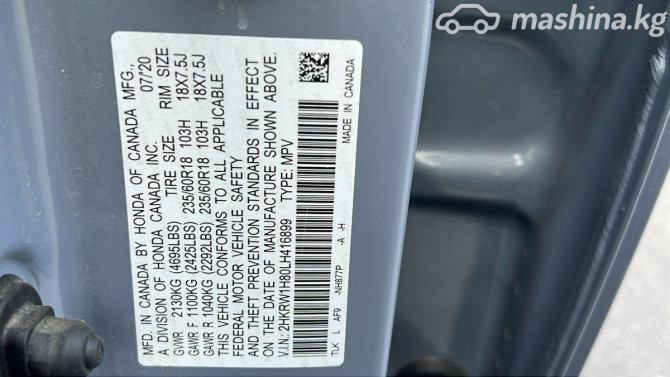 mashina.kg
MFD. IN CANADA BY HONDA OF CANADA MFG.,
A DIVISION OF HONDA CANADA INC. 07/20
TIRE SIZE RIM SIZE
GVWR 2130KG (4695LBS)
GAWR F 1100KG (2425LBS) 235/60R18 103H 18X7.5J
GAWR R 1040KG (2292LBS) 235/60R18 103H 18X7.5J
THIS VEHICLE CONFORMS TO ALL APPLICABLE
FEDERAL MOTOR VEHICLE SAFETY
AND THEFT PREVENTION STANDARDS IN EFFECT
ON THE DATE OF MANUFACTURE SHOWN ABOVE.
V.I.N.: 2HKRW1H80LH416899 TYPE: MPV
TLK L AF9 -NH877P -A -H MADE IN CANADA